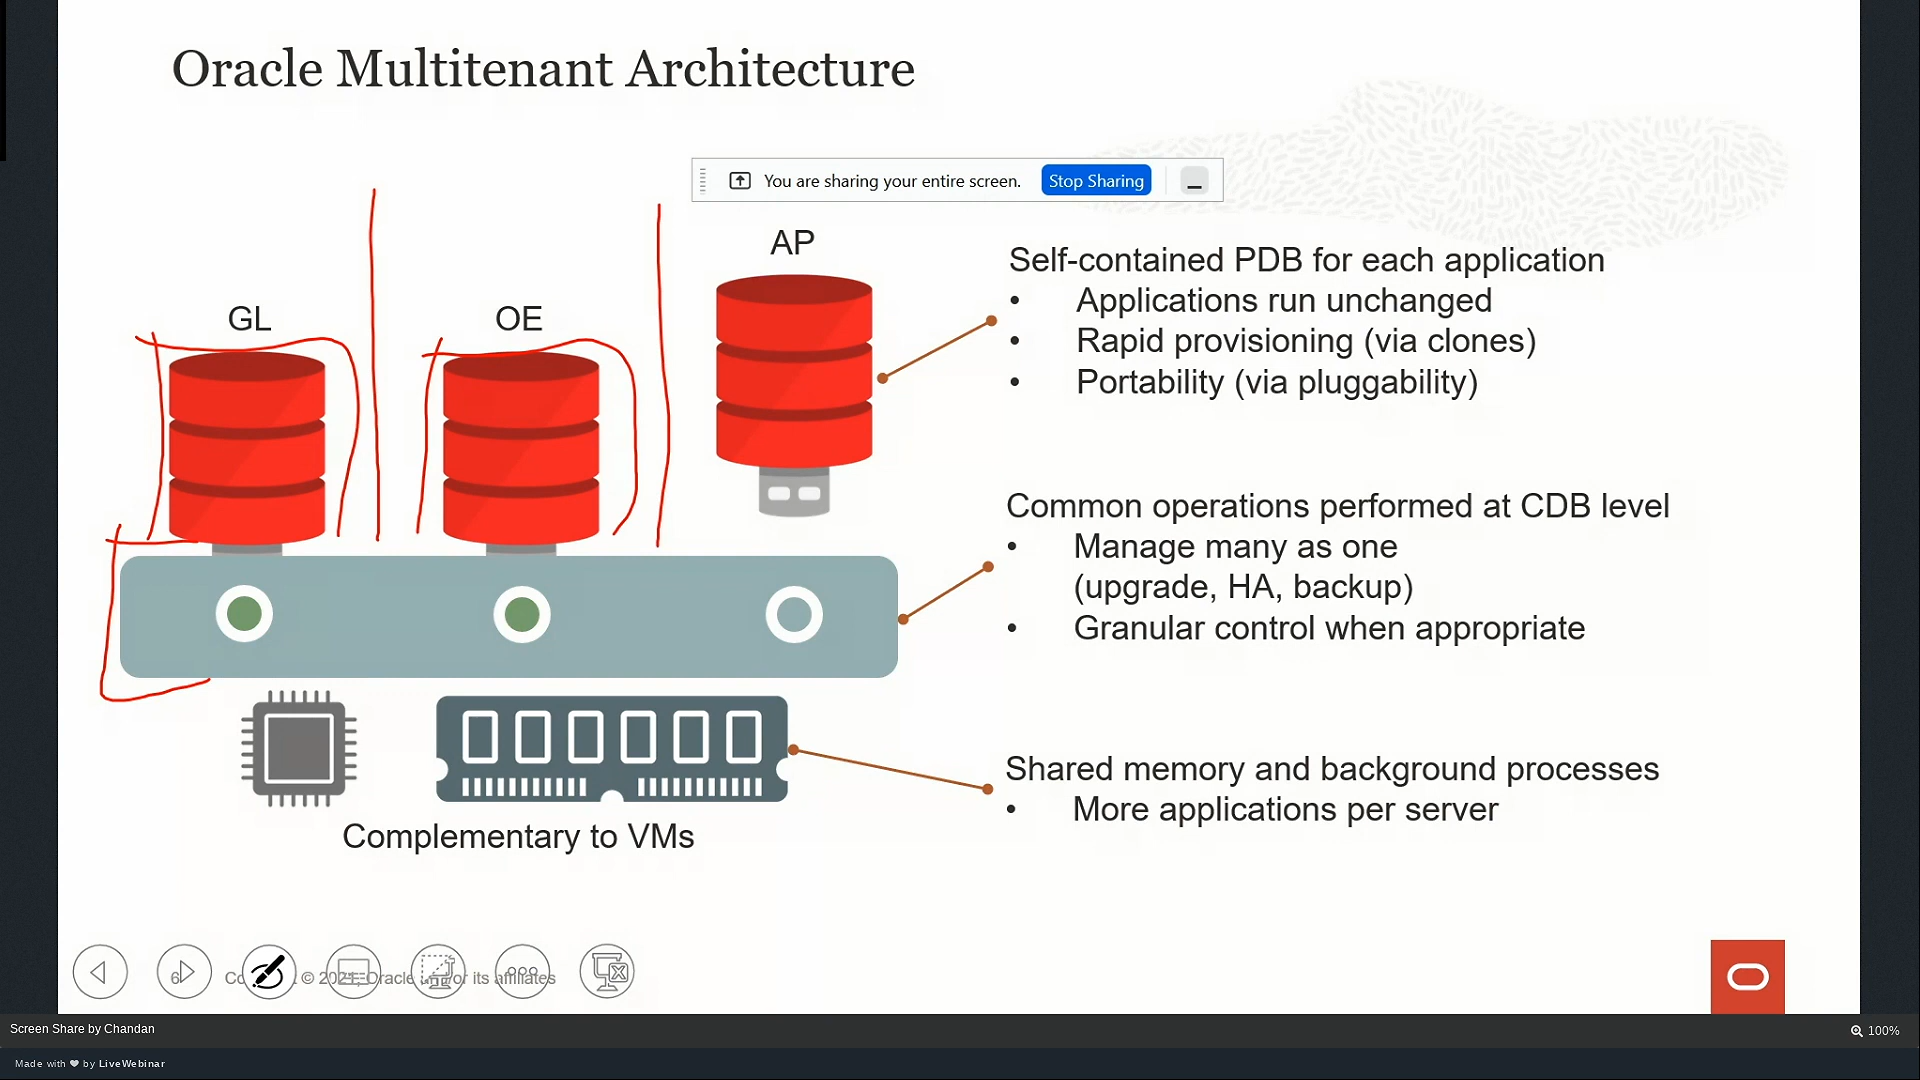 Oracle Multitenant Architecture
You are sharing your entire screen.
Stop Sharing
GL
OE
AP
Self-contained PDB for each application
• Applications run unchanged
• Rapid provisioning (via clones)
• Portability (via pluggability)
Common operations performed at CDB level
• Manage many as one
(upgrade, HA, backup)
• Granular control when appropriate
Shared memory and background processes
• More applications per server
Complementary to VMs
6
© 2021, Oracle its affiliates
Screen Share by Chandan
100%
Made with ❤ by LiveWebinar